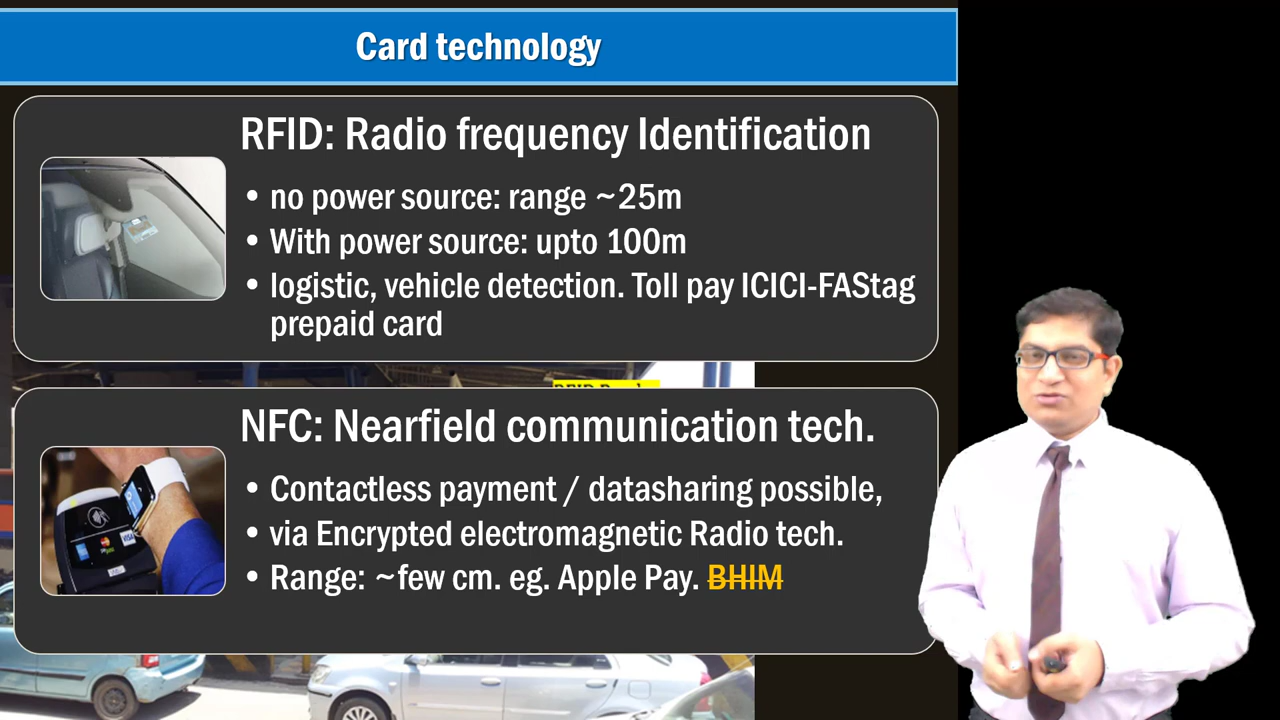 Card technology
RFID: Radio frequency Identification
• no power source: range ~25m
• With power source: upto 100m
• logistic, vehicle detection. Toll pay ICICI-FAStag
prepaid card
NFC: Nearfield communication tech.
• Contactless payment / datasharing possible,
• via Encrypted electromagnetic Radio tech.
• Range: ~few cm. eg. Apple Pay. BHIM
VISA